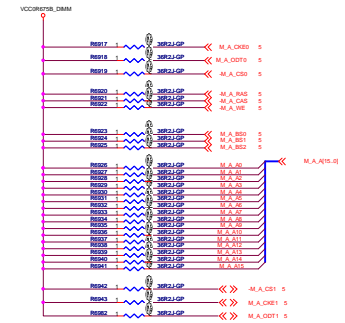 VCC0R675B_DIMM
R6917 1 36R2J-GP M_A_CKE0 5
R6918 1 36R2J-GP M_A_ODT0 5
R6919 1 36R2J-GP -M_A_CS0 5
R6920 1 36R2J-GP -M_A_RAS 5
R6921 1 36R2J-GP -M_A_CAS 5
R6922 1 36R2J-GP -M_A_WE 5
R6923 1 36R2J-GP M_A_BS0 5
R6924 1 36R2J-GP M_A_BS1 5
R6925 1 36R2J-GP M_A_BS2 5
M_A_A[15..0]
R6926 1 36R2J-GP M_A_A0
R6927 1 36R2J-GP M_A_A1
R6928 1 36R2J-GP M_A_A2
R6929 1 36R2J-GP M_A_A3
R6930 1 36R2J-GP M_A_A4
R6931 1 36R2J-GP M_A_A5
R6932 1 36R2J-GP M_A_A6
R6933 1 36R2J-GP M_A_A7
R6934 1 36R2J-GP M_A_A8
R6935 1 36R2J-GP M_A_A9
R6936 1 36R2J-GP M_A_A10
R6937 1 36R2J-GP M_A_A11
R6938 1 36R2J-GP M_A_A12
R6939 1 36R2J-GP M_A_A13
R6940 1 36R2J-GP M_A_A14
R6941 1 36R2J-GP M_A_A15
R6942 1 36R2J-GP -M_A_CS1 5
R6943 1 36R2J-GP M_A_CKE1 5
R6982 1 36R2J-GP M_A_ODT1 5